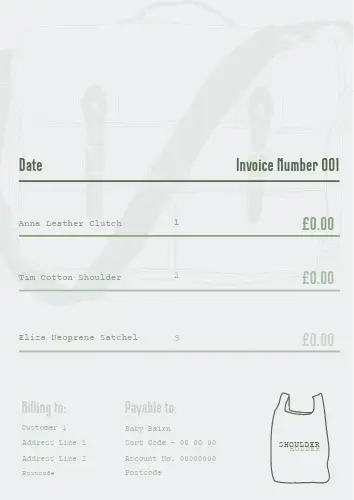 Date Invoice Number 001
Anna Leather Clutch 1 £0.00
Tim Cotton Shoulder 2 £0.00
Eliza Neoprene Satchel 3 £0.00
Billing to: Payable to:
Customer 1 Baby Bairn
Address Line 1 Sort Code - 00 00 00
Address Line 2 Account No. 00000000
Postcode Postcode
SHOULDER
HOLDER